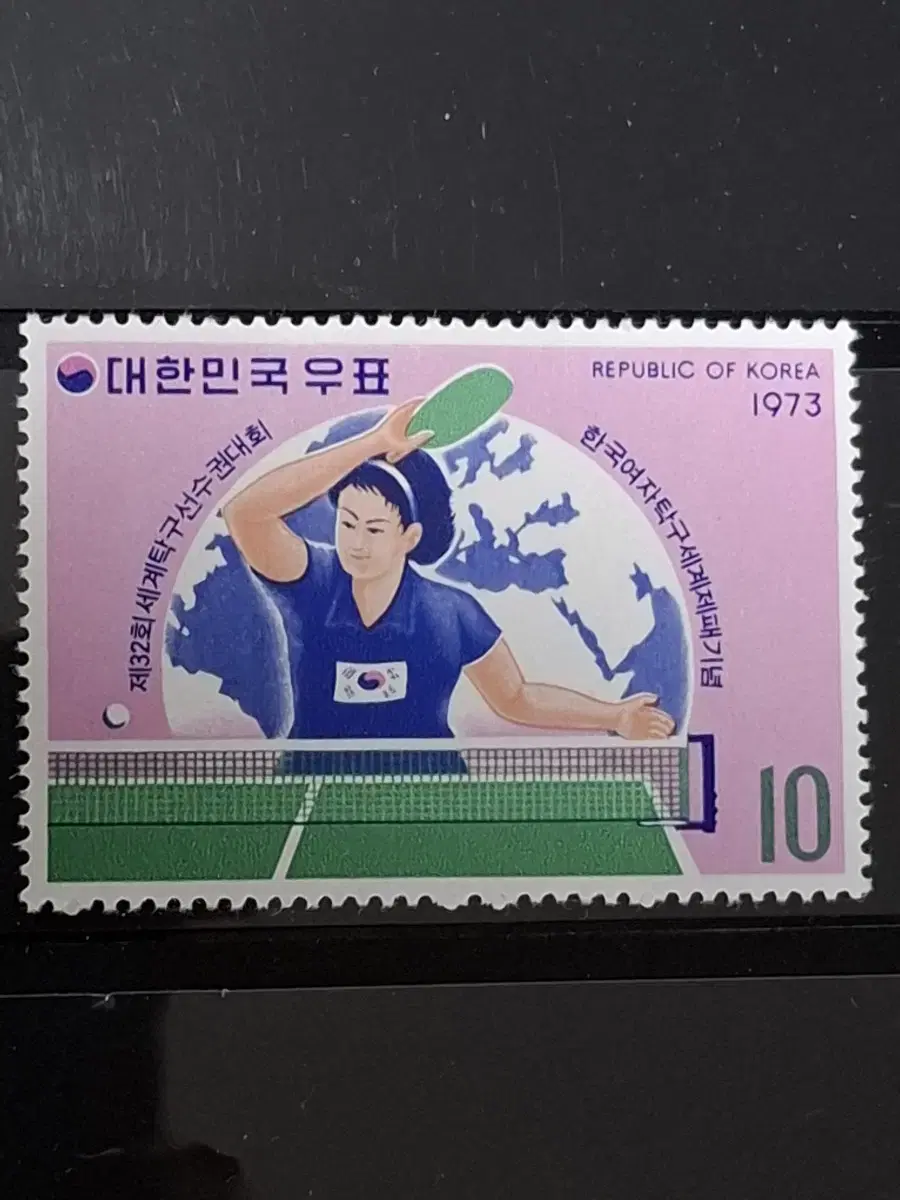 대한민국우표
REPUBLIC OF KOREA
1973
제32회세계탁구선수권대회
한국여자탁구세계제패기념
10